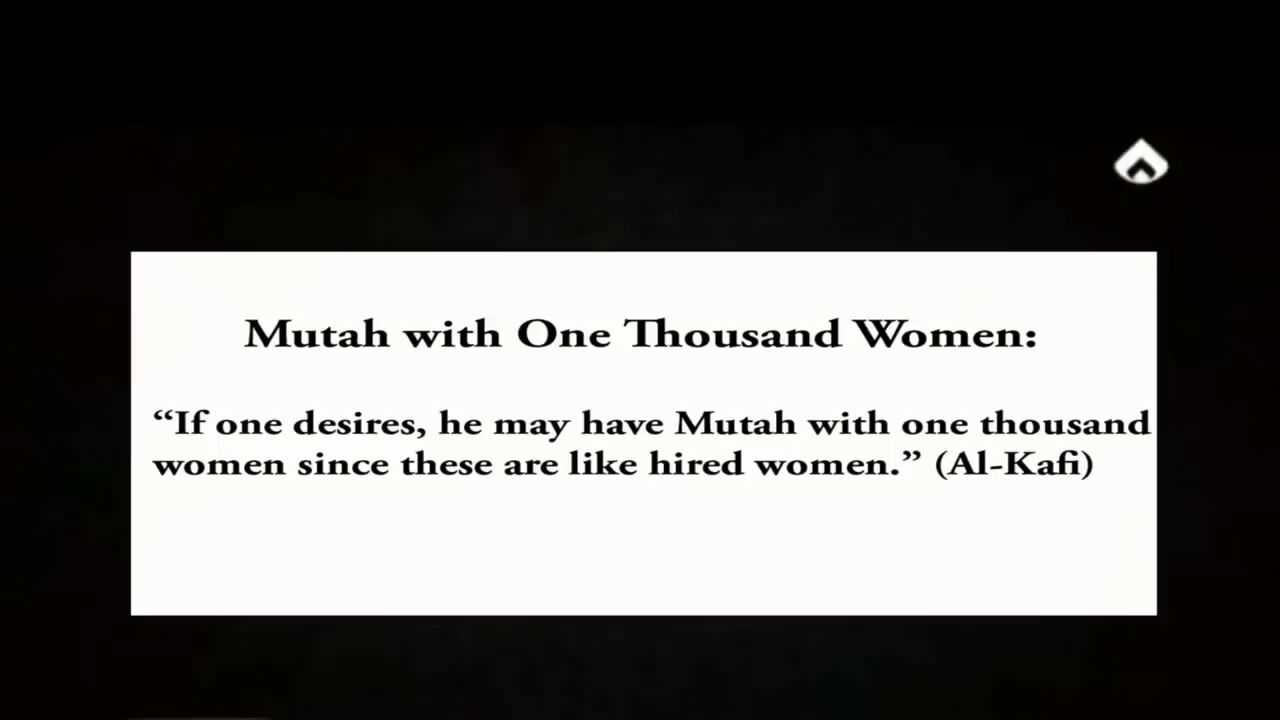 Mutah with One Thousand Women:
“If one desires, he may have Mutah with one thousand
women since these are like hired women.” (Al-Kafi)